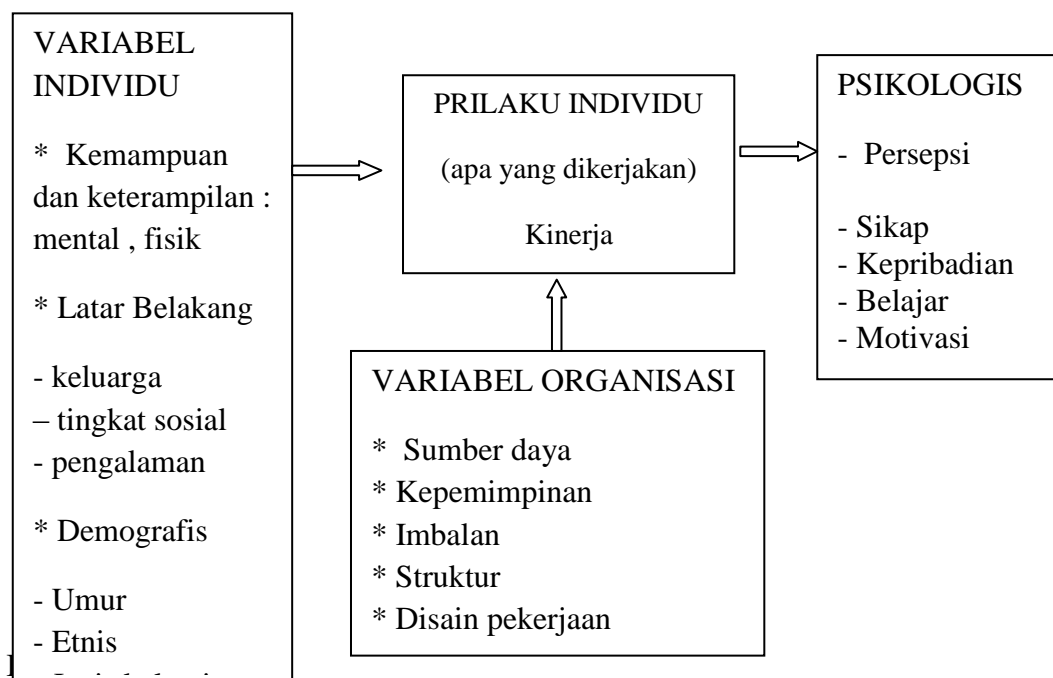 VARIABEL
INDIVIDU
* Kemampuan
dan keterampilan :
mental , fisik
* Latar Belakang
- keluarga
– tingkat sosial
- pengalaman
* Demografis
- Umur
- Etnis
PRILAKU INDIVIDU
(apa yang dikerjakan)
Kinerja
PSIKOLOGIS
- Persepsi
- Sikap
- Kepribadian
- Belajar
- Motivasi
VARIABEL ORGANISASI
* Sumber daya
* Kepemimpinan
* Imbalan
* Struktur
* Disain pekerjaan